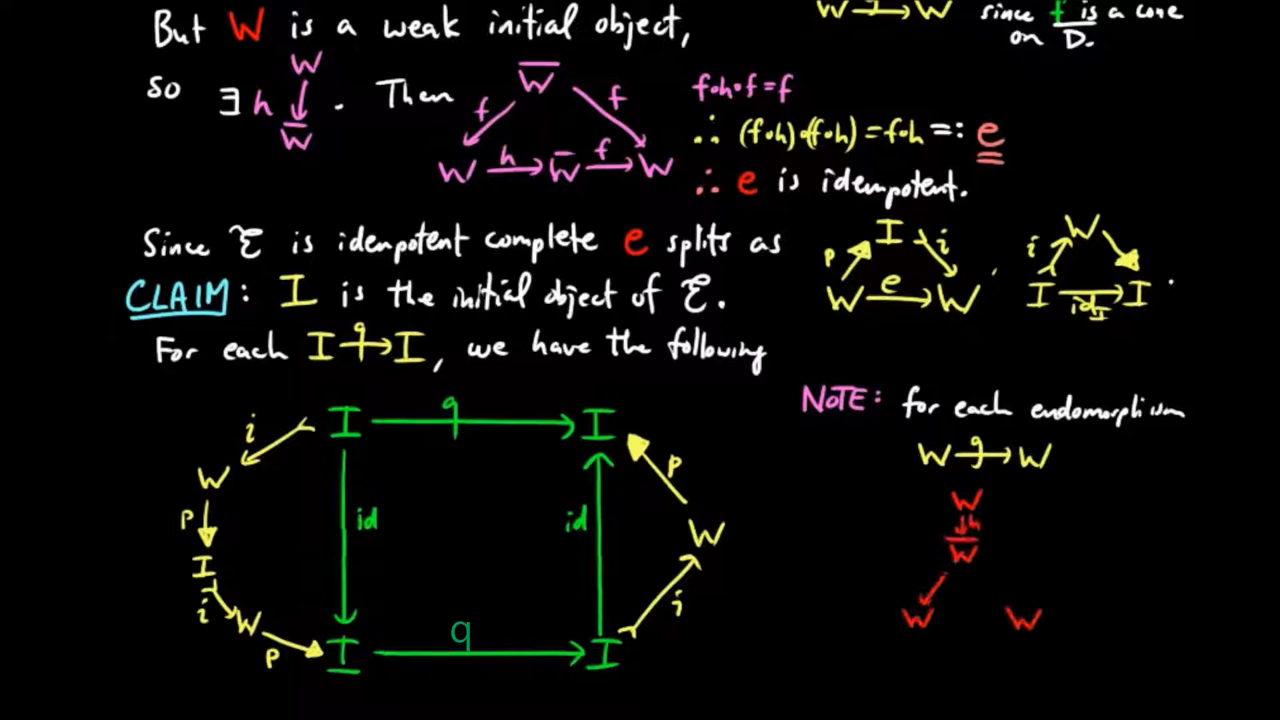 But W is a weak initial object,
W → W since f is a cone
on D.
so ∃ h W ↓ W̅ . Then
W̅
f f
W h→ W̅ f→ W
f∘h∘f = f
∴ (f∘h)∘(f∘h) = f∘h =: e
∴ e is idempotent.
Since ℰ is idempotent complete e splits as
I
p i
W e→ W
,
W
i
I id_I→ I .
CLAIM: I is the initial object of ℰ.
For each I q→ I, we have the following
NOTE: for each endomorphism
W g→ W
I q→ I
i
W
p
I
i W
p
id id
p
W
i
I q→ I
W
↓h
W̅
W W